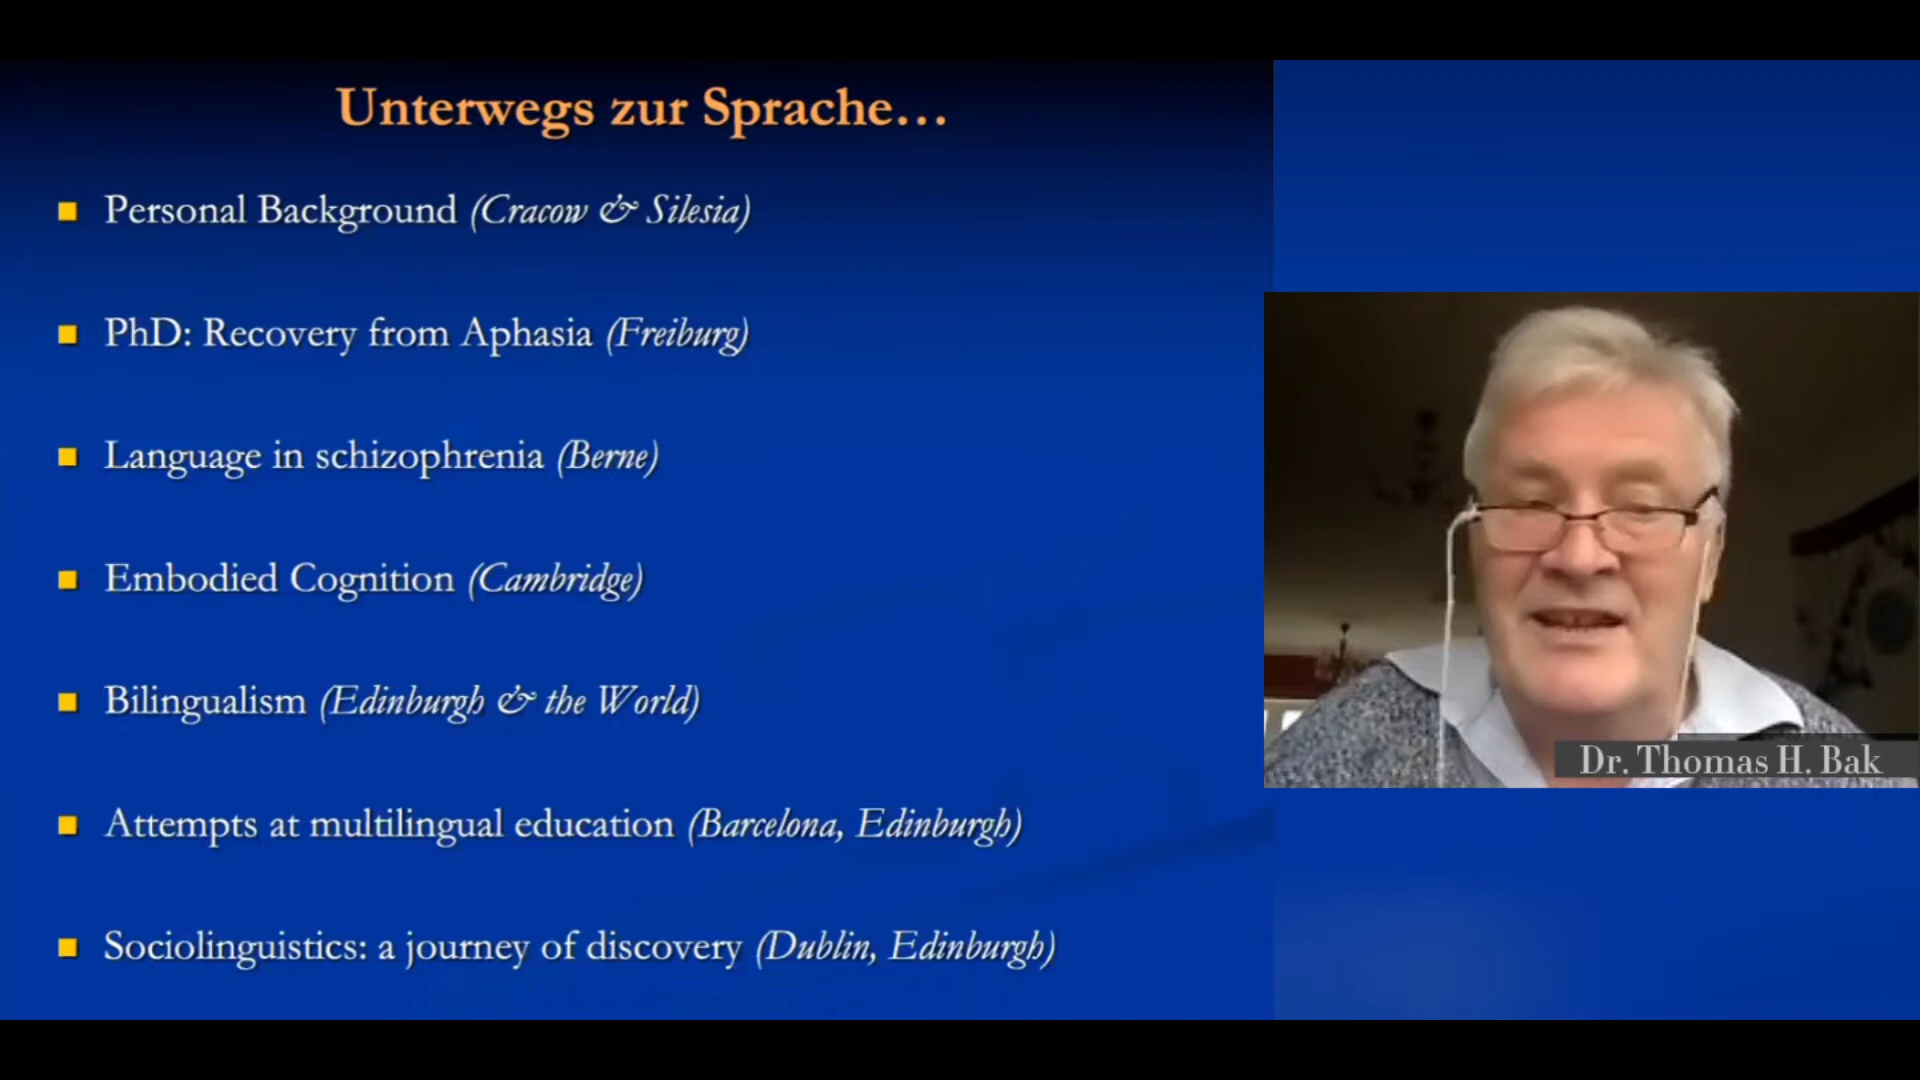 Unterwegs zur Sprache…
Personal Background (Cracow & Silesia)
PhD: Recovery from Aphasia (Freiburg)
Language in schizophrenia (Berne)
Embodied Cognition (Cambridge)
Bilingualism (Edinburgh & the World)
Attempts at multilingual education (Barcelona, Edinburgh)
Sociolinguistics: a journey of discovery (Dublin, Edinburgh)
Dr. Thomas H. Bak